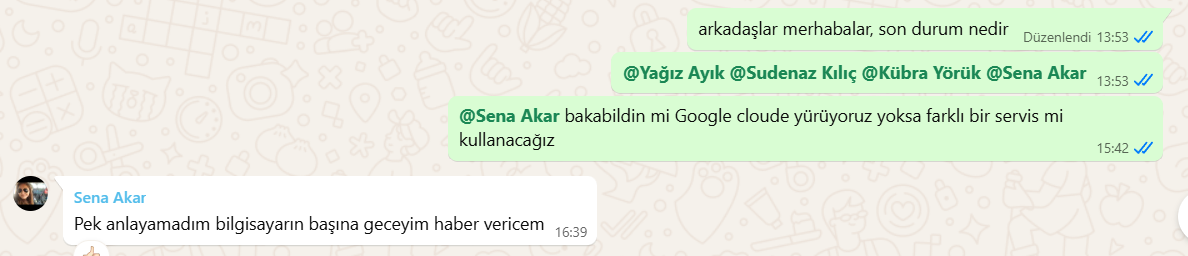 arkadaşlar merhabalar, son durum nedir Düzenlendi 13:53
@Yağız Ayık @Sudenaz Kılıç @Kübra Yörük @Sena Akar 13:53
@Sena Akar bakabildin mi Google cloude yürüyoruz yoksa farklı bir servis mi
kullanacağız 15:42
Sena Akar
Pek anlayamadım bilgisayarın başına geceyim haber vericem 16:39